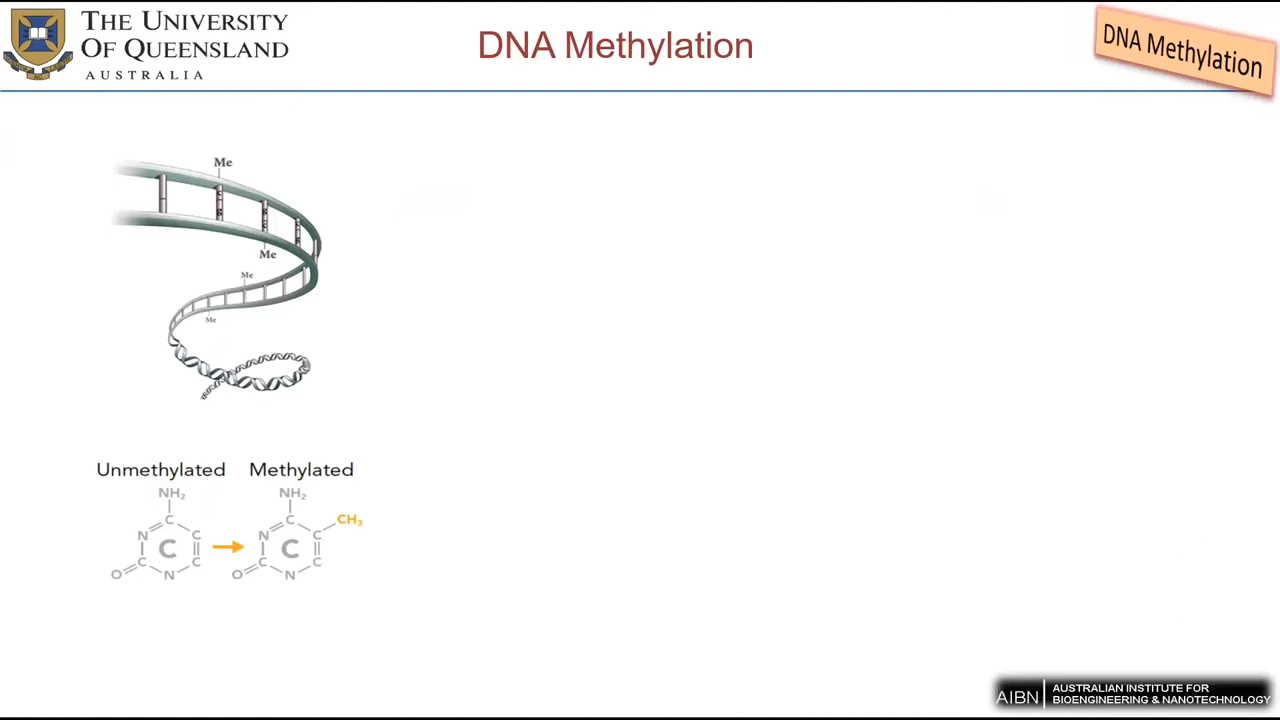 THE UNIVERSITY
OF QUEENSLAND
AUSTRALIA
DNA Methylation
DNA Methylation
Me
Me
Me
Me
Unmethylated Methylated
NH₂ NH₂
C C CH₃
N C N C
C C
C C C C
O N O N
AIBN
AUSTRALIAN INSTITUTE FOR
BIOENGINEERING & NANOTECHNOLOGY